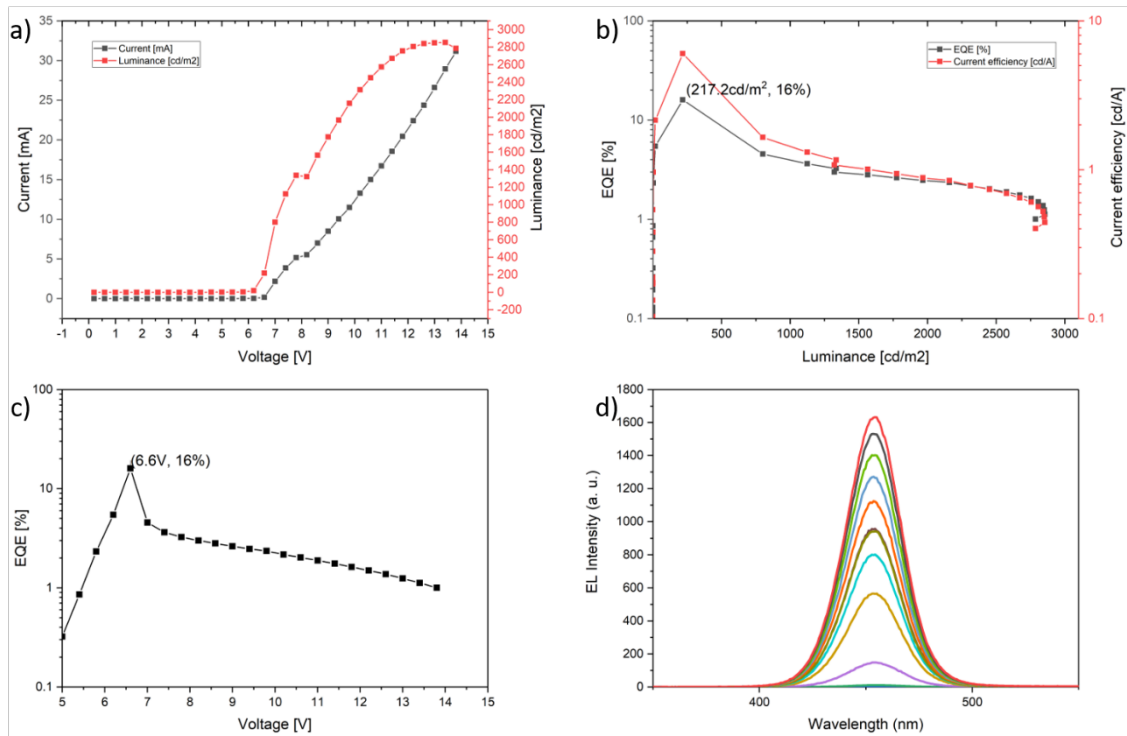 a)
35
30
25
20
15
10
5
0
Current [mA]
Current [mA]
Luminance [cd/m2]
3000
2800
2600
2400
2200
2000
1800
1600
1400
1200
1000
800
600
400
200
0
-200
Luminance [cd/m2]
-1 0 1 2 3 4 5 6 7 8 9 10 11 12 13 14 15
Voltage [V]
b)
100
10
1
0.1
EQE [%]
EQE [%]
Current efficiency [cd/A]
(217.2cd/m², 16%)
10
1
0.1
Current efficiency [cd/A]
500 1000 1500 2000 2500 3000
Luminance [cd/m2]
c)
100
10
1
0.1
EQE [%]
(6.6V, 16%)
5 6 7 8 9 10 11 12 13 14 15
Voltage [V]
d)
1800
1600
1400
1200
1000
800
600
400
200
0
EL Intensity (a. u.)
400 500
Wavelength (nm)